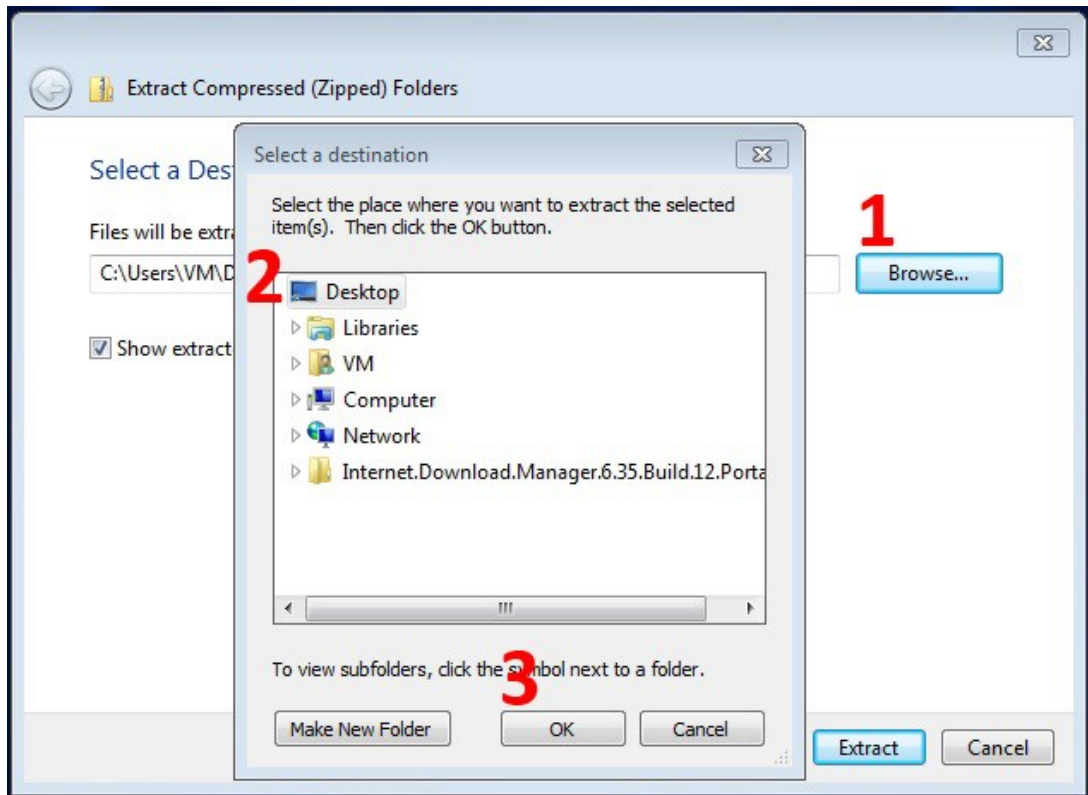 Extract Compressed (Zipped) Folders
Select a destination
Select a Des
Select the place where you want to extract the selected
item(s). Then click the OK button.
Files will be extra
1
C:\Users\VM\D
Browse...
2
Desktop
Libraries
Show extract
VM
Computer
Network
Internet.Download.Manager.6.35.Build.12.Porta
To view subfolders, click the symbol next to a folder.
3
Make New Folder
OK
Cancel
Extract
Cancel